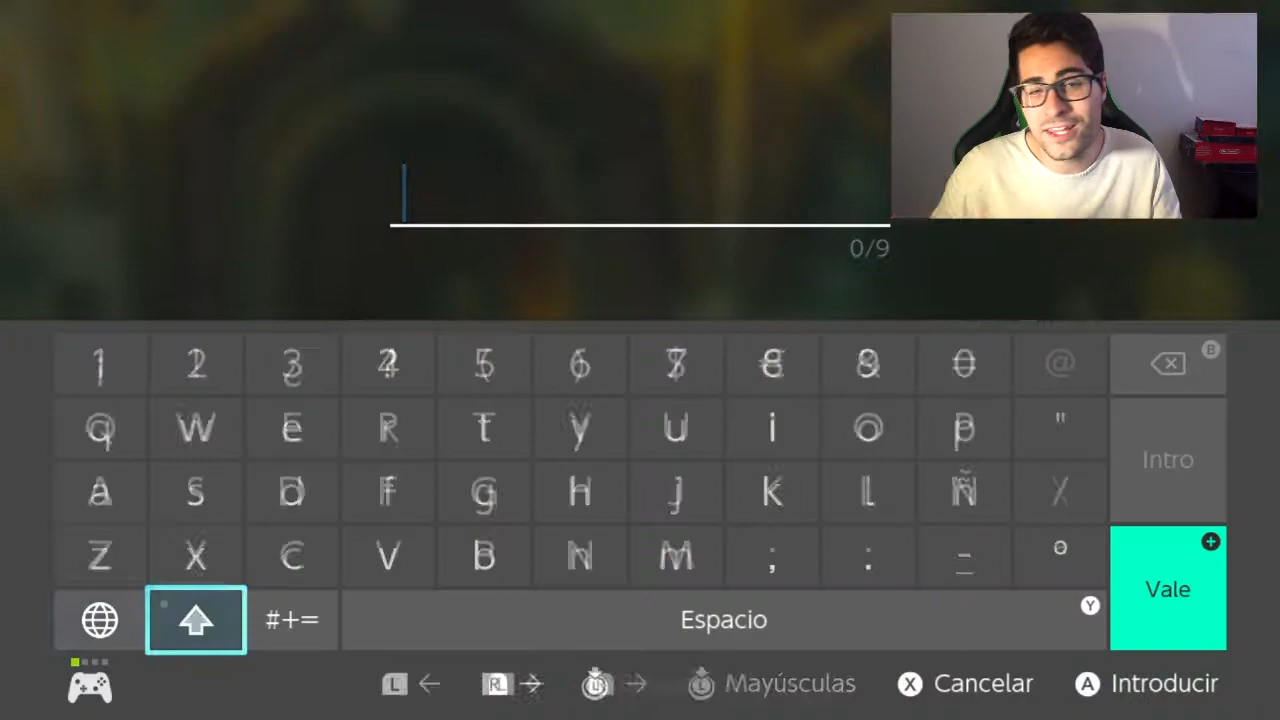 0/9
1 2 3 4 5 6 7 8 9 0 @ B
q w e r t y u i o p " Intro
a s d f g h j k l ñ /
z x c v b n m ; : _ º Vale +
#+= Espacio Y
L ← R → → L Mayúsculas X Cancelar A Introducir